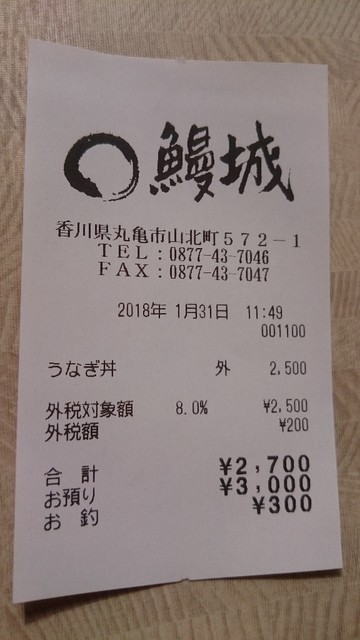 鰻城
香川県丸亀市山北町５７２－１
ＴＥＬ：0877-43-7046
ＦＡＸ：0877-43-7047
2018年 1月31日 11:49
001100
うなぎ丼 外 2,500
外税対象額 8.0% ¥2,500
外税額 ¥200
合 計 ¥2,700
お預り ¥3,000
お 釣 ¥300